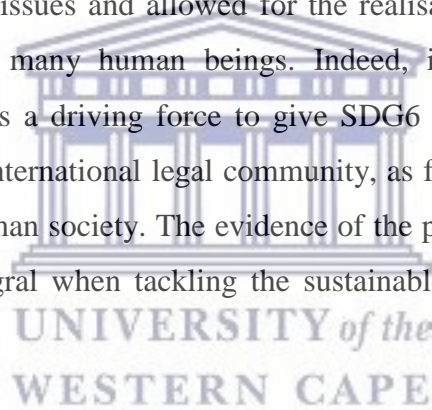 issues and allowed for the realisa
many human beings. Indeed, i
s a driving force to give SDG6
nternational legal community, as f
man society. The evidence of the p
gral when tackling the sustainabl
UNIVERSITY of the
WESTERN CAPE